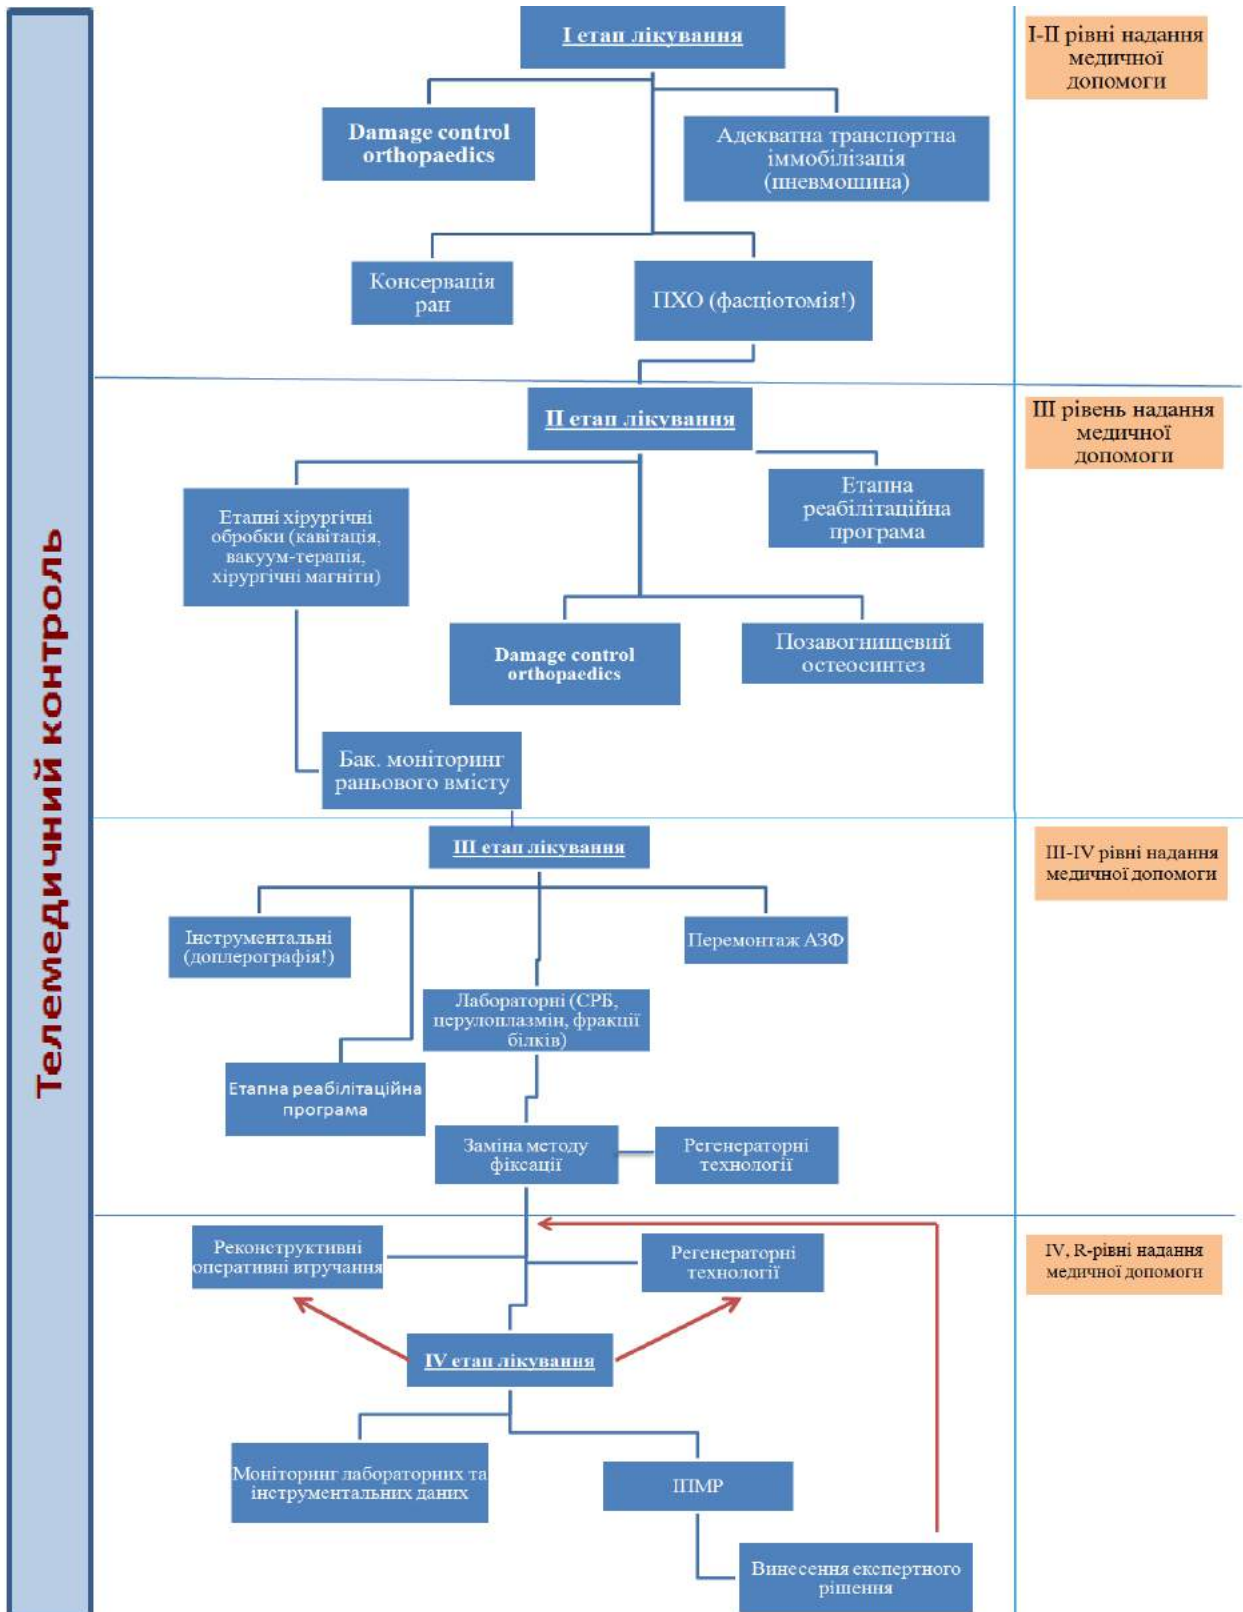 Телемедичний контроль
І етап лікування
І-ІІ рівні надання
медичної
допомоги
Damage control
orthopaedics
Адекватна транспортна
іммобілізація
(пневмошина)
Консервація
ран
ПХО (фасціотомія!)
ІІ етап лікування
ІІІ рівень надання
медичної
допомоги
Етапні хірургічні
обробки (кавітація,
вакуум-терапія,
хірургічні магніти)
Етапна
реабілітаційна
програма
Damage control
orthopaedics
Позавогнищевий
остеосинтез
Бак. моніторинг
раньового вмісту
ІІІ етап лікування
ІІІ-IV рівні надання
медичної допомоги
Інструментальні
(доплерографія!)
Перемонтаж АЗФ
Лабораторні (СРБ,
церулоплазмін, фракції
білків)
Етапна реабілітаційна
програма
Заміна методу
фіксації
Регенераторні
технології
Реконструктивні
оперативні втручання
Регенераторні
технології
IV, R-рівні надання
медичної допомоги
IV етап лікування
Моніторинг лабораторних та
інструментальних даних
ІПМР
Винесення експертного
рішення